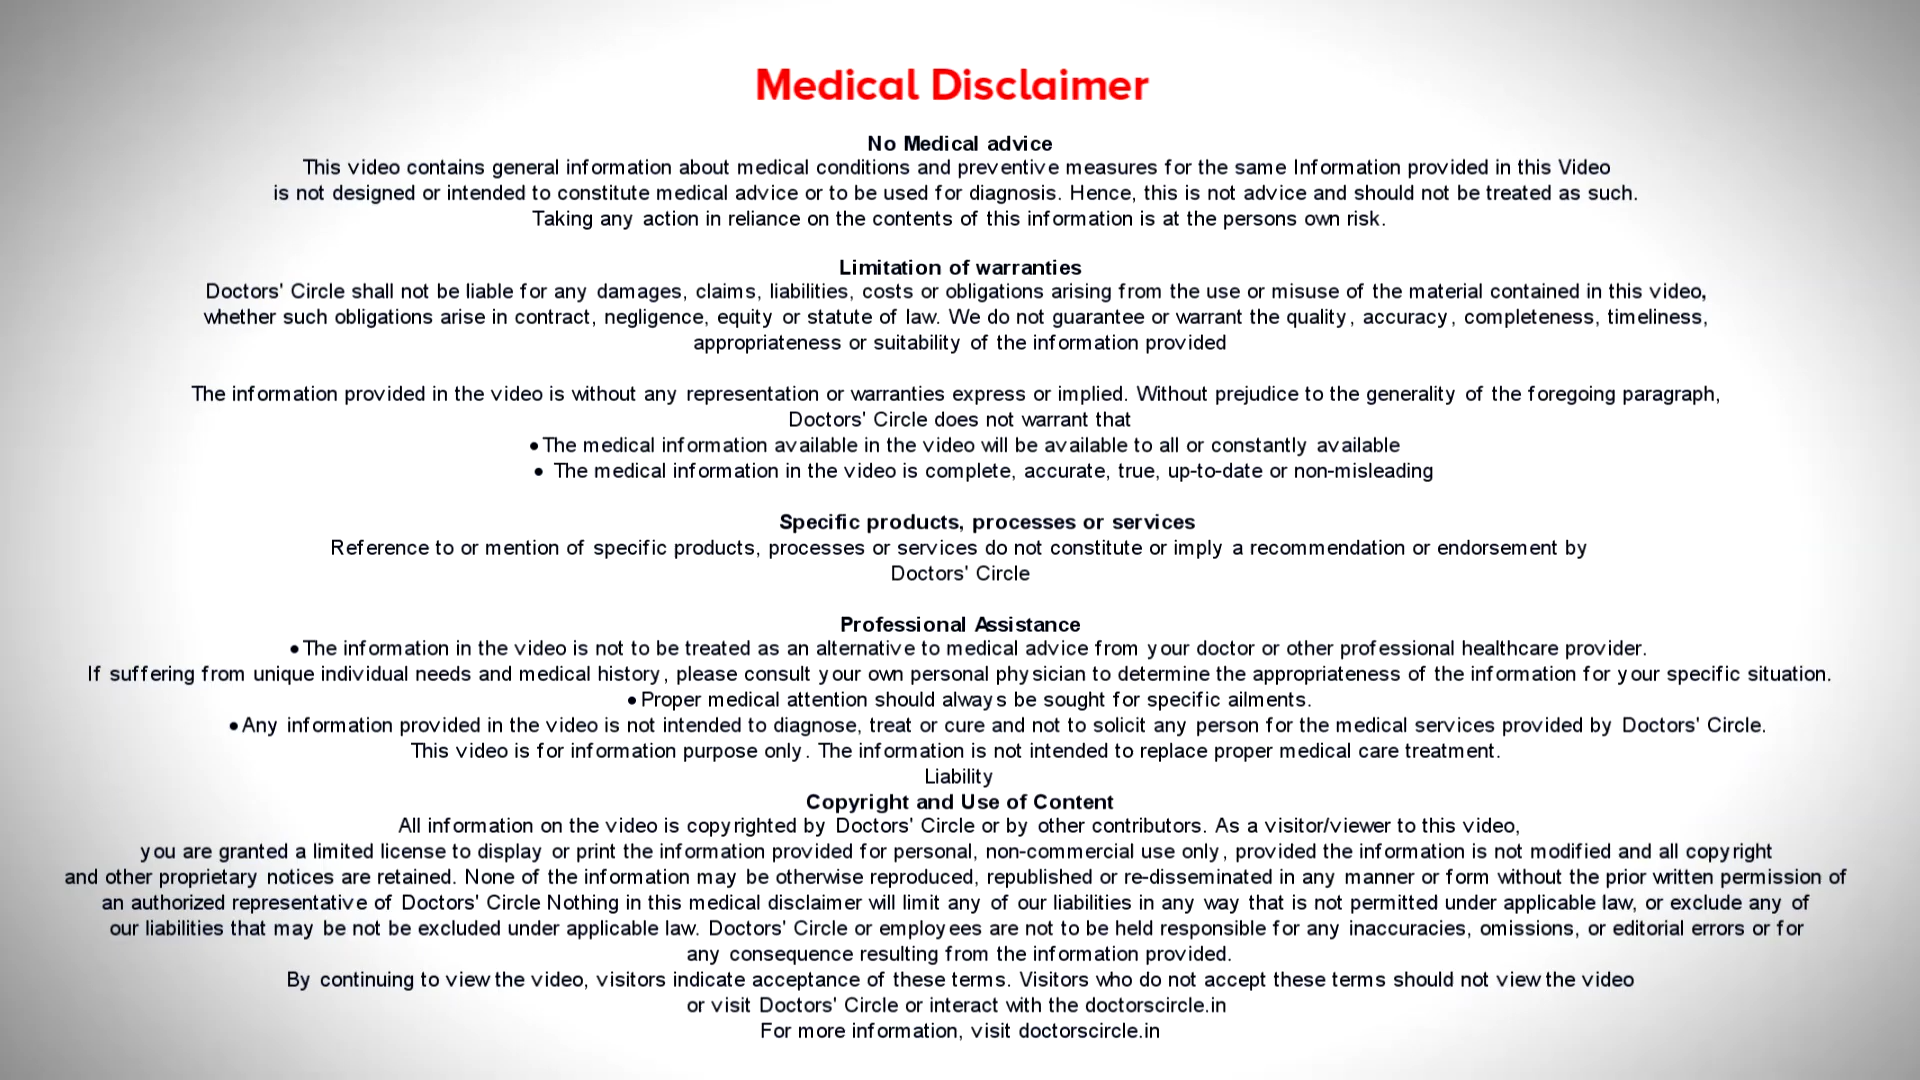 Medical Disclaimer
No Medical advice
This video contains general information about medical conditions and preventive measures for the same Information provided in this Video
is not designed or intended to constitute medical advice or to be used for diagnosis. Hence, this is not advice and should not be treated as such.
Taking any action in reliance on the contents of this information is at the persons own risk.
Limitation of warranties
Doctors' Circle shall not be liable for any damages, claims, liabilities, costs or obligations arising from the use or misuse of the material contained in this video,
whether such obligations arise in contract, negligence, equity or statute of law. We do not guarantee or warrant the quality, accuracy, completeness, timeliness,
appropriateness or suitability of the information provided
The information provided in the video is without any representation or warranties express or implied. Without prejudice to the generality of the foregoing paragraph,
Doctors' Circle does not warrant that
•The medical information available in the video will be available to all or constantly available
• The medical information in the video is complete, accurate, true, up-to-date or non-misleading
Specific products, processes or services
Reference to or mention of specific products, processes or services do not constitute or imply a recommendation or endorsement by
Doctors' Circle
Professional Assistance
•The information in the video is not to be treated as an alternative to medical advice from your doctor or other professional healthcare provider.
If suffering from unique individual needs and medical history, please consult your own personal physician to determine the appropriateness of the information for your specific situation.
•Proper medical attention should always be sought for specific ailments.
•Any information provided in the video is not intended to diagnose, treat or cure and not to solicit any person for the medical services provided by Doctors' Circle.
This video is for information purpose only. The information is not intended to replace proper medical care treatment.
Liability
Copyright and Use of Content
All information on the video is copyrighted by Doctors' Circle or by other contributors. As a visitor/viewer to this video,
you are granted a limited license to display or print the information provided for personal, non-commercial use only, provided the information is not modified and all copyright
and other proprietary notices are retained. None of the information may be otherwise reproduced, republished or re-disseminated in any manner or form without the prior written permission of
an authorized representative of Doctors' Circle Nothing in this medical disclaimer will limit any of our liabilities in any way that is not permitted under applicable law, or exclude any of
our liabilities that may be not be excluded under applicable law. Doctors' Circle or employees are not to be held responsible for any inaccuracies, omissions, or editorial errors or for
any consequence resulting from the information provided.
By continuing to view the video, visitors indicate acceptance of these terms. Visitors who do not accept these terms should not view the video
or visit Doctors' Circle or interact with the doctorscircle.in
For more information, visit doctorscircle.in